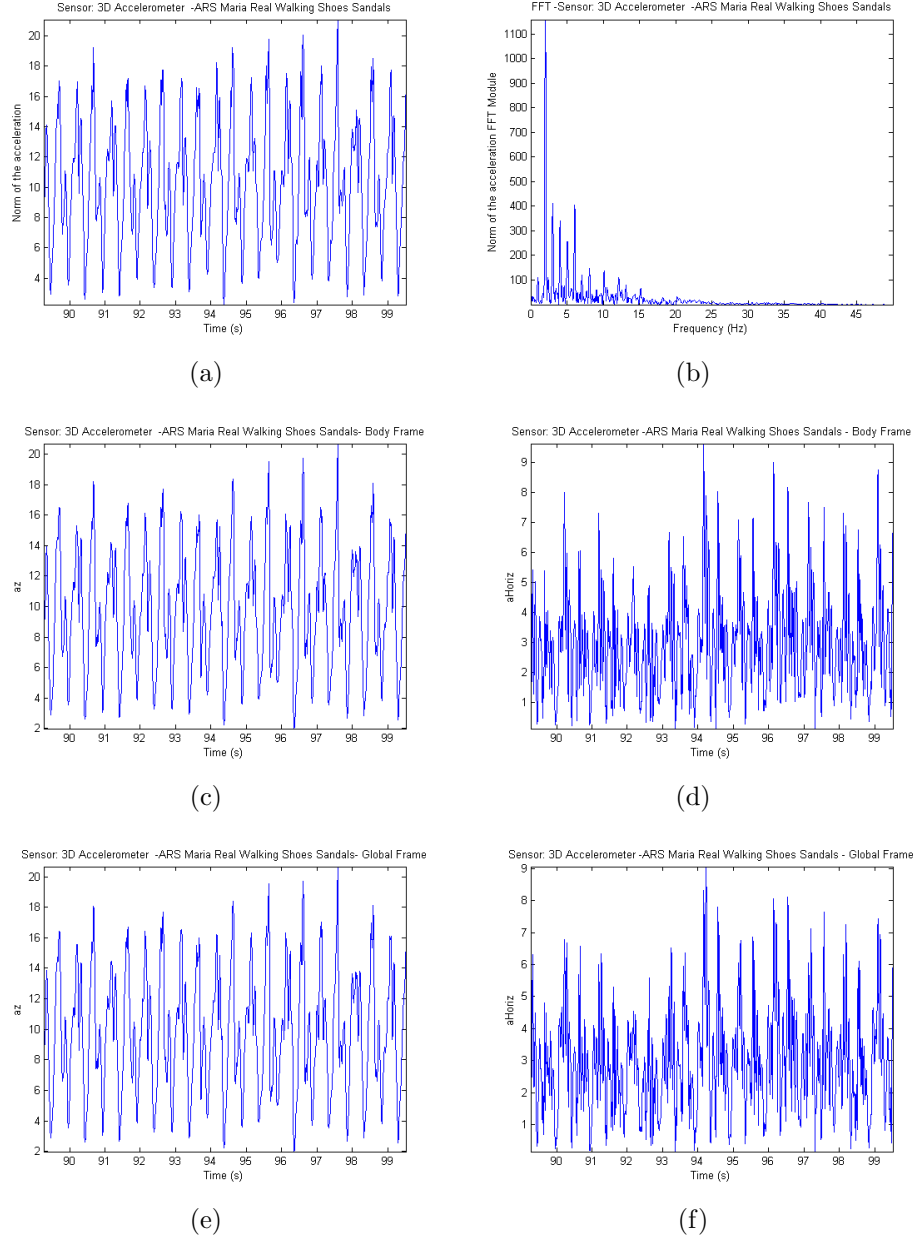 Sensor: 3D Accelerometer -ARS Maria Real Walking Shoes Sandals
Norm of the acceleration
20
18
16
14
12
10
8
6
4
90 91 92 93 94 95 96 97 98 99
Time (s)
(a)
FFT -Sensor: 3D Accelerometer -ARS Maria Real Walking Shoes Sandals
Norm of the acceleration FFT Module
1100
1000
900
800
700
600
500
400
300
200
100
0 5 10 15 20 25 30 35 40 45
Frequency (Hz)
(b)
Sensor: 3D Accelerometer -ARS Maria Real Walking Shoes Sandals- Body Frame
az
20
18
16
14
12
10
8
6
4
2
90 91 92 93 94 95 96 97 98 99
Time (s)
(c)
Sensor: 3D Accelerometer -ARS Maria Real Walking Shoes Sandals - Body Frame
aHoriz
9
8
7
6
5
4
3
2
1
90 91 92 93 94 95 96 97 98 99
Time (s)
(d)
Sensor: 3D Accelerometer -ARS Maria Real Walking Shoes Sandals- Global Frame
az
20
18
16
14
12
10
8
6
4
2
90 91 92 93 94 95 96 97 98 99
Time (s)
(e)
Sensor: 3D Accelerometer -ARS Maria Real Walking Shoes Sandals - Global Frame
aHoriz
9
8
7
6
5
4
3
2
1
90 91 92 93 94 95 96 97 98 99
Time (s)
(f)